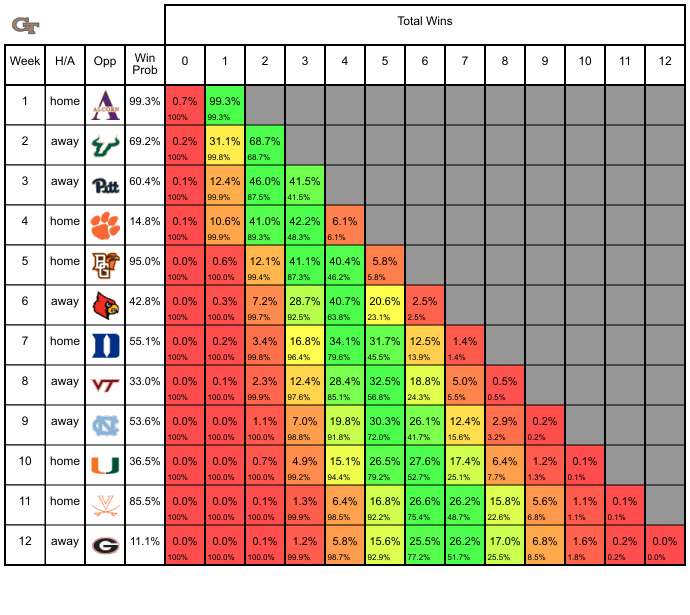 GT
Total Wins
Week H/A Opp Win Prob 0 1 2 3 4 5 6 7 8 9 10 11 12
1 home A ALCORN 99.3% 0.7% 99.3%
100% 99.3%
2 away 69.2% 0.2% 31.1% 68.7%
100% 99.8% 68.7%
3 away Pitt 60.4% 0.1% 12.4% 46.0% 41.5%
100% 99.9% 87.5% 41.5%
4 home 14.8% 0.1% 10.6% 41.0% 42.2% 6.1%
100% 99.9% 89.3% 48.3% 6.1%
5 home BG 95.0% 0.0% 0.6% 12.1% 41.1% 40.4% 5.8%
100% 100.0% 99.4% 87.3% 46.2% 5.8%
6 away 42.8% 0.0% 0.3% 7.2% 28.7% 40.7% 20.6% 2.5%
100% 100.0% 99.7% 92.5% 63.8% 23.1% 2.5%
7 home D 55.1% 0.0% 0.2% 3.4% 16.8% 34.1% 31.7% 12.5% 1.4%
100% 100.0% 99.8% 96.4% 79.6% 45.5% 13.9% 1.4%
8 away VT 33.0% 0.0% 0.1% 2.3% 12.4% 28.4% 32.5% 18.8% 5.0% 0.5%
100% 100.0% 99.9% 97.6% 85.1% 56.8% 24.3% 5.5% 0.5%
9 away NC 53.6% 0.0% 0.0% 1.1% 7.0% 19.8% 30.3% 26.1% 12.4% 2.9% 0.2%
100% 100.0% 100.0% 98.8% 91.8% 72.0% 41.7% 15.6% 3.2% 0.2%
10 home U 36.5% 0.0% 0.0% 0.7% 4.9% 15.1% 26.5% 27.6% 17.4% 6.4% 1.2% 0.1%
100% 100.0% 100.0% 99.2% 94.4% 79.2% 52.7% 25.1% 7.7% 1.3% 0.1%
11 home V 85.5% 0.0% 0.0% 0.1% 1.3% 6.4% 16.8% 26.6% 26.2% 15.8% 5.6% 1.1% 0.1%
100% 100.0% 100.0% 99.9% 98.5% 92.2% 75.4% 48.7% 22.6% 6.8% 1.1% 0.1%
12 away G 11.1% 0.0% 0.0% 0.1% 1.2% 5.8% 15.6% 25.5% 26.2% 17.0% 6.8% 1.6% 0.2% 0.0%
100% 100.0% 100.0% 99.9% 98.7% 92.9% 77.2% 51.7% 25.5% 8.5% 1.8% 0.2% 0.0%